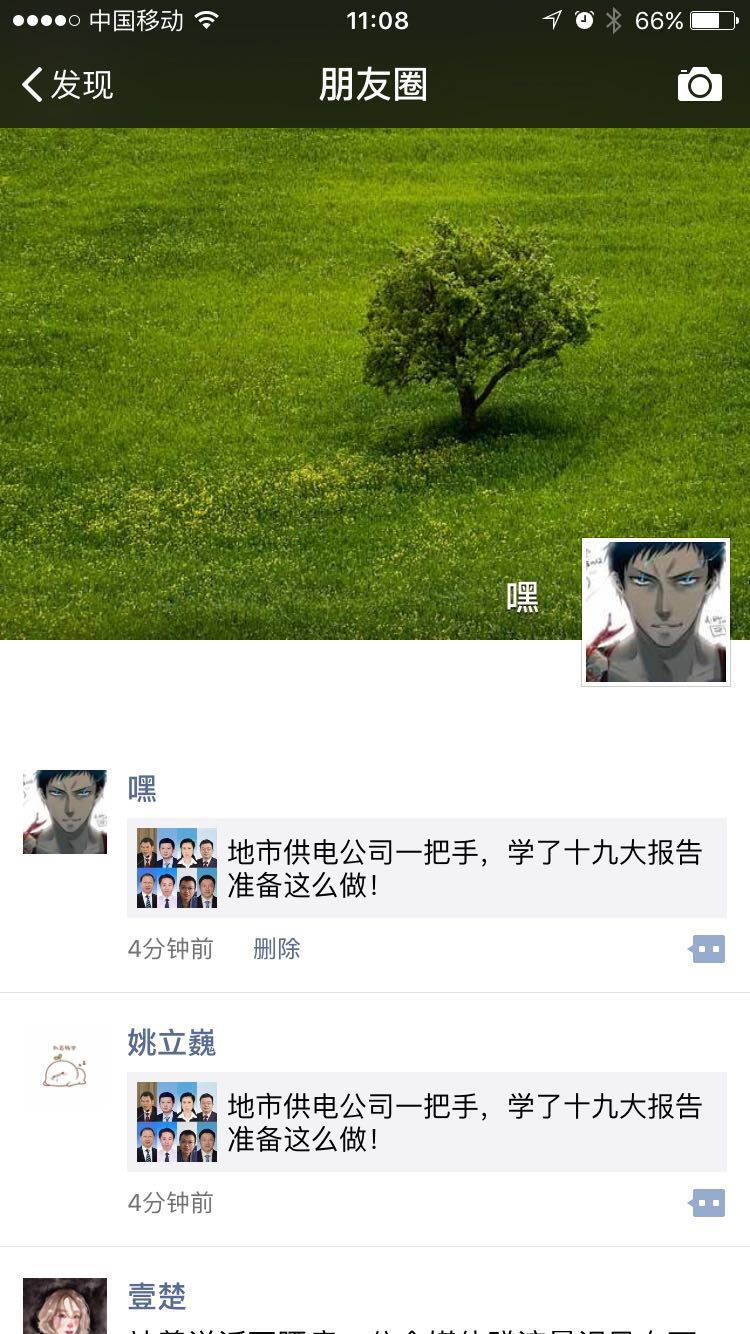 中国移动
11:08
66%
发现
朋友圈
嘿
嘿
地市供电公司一把手，学了十九大报告
准备这么做！
4分钟前
删除
姚立巍
地市供电公司一把手，学了十九大报告
准备这么做！
4分钟前
壹楚